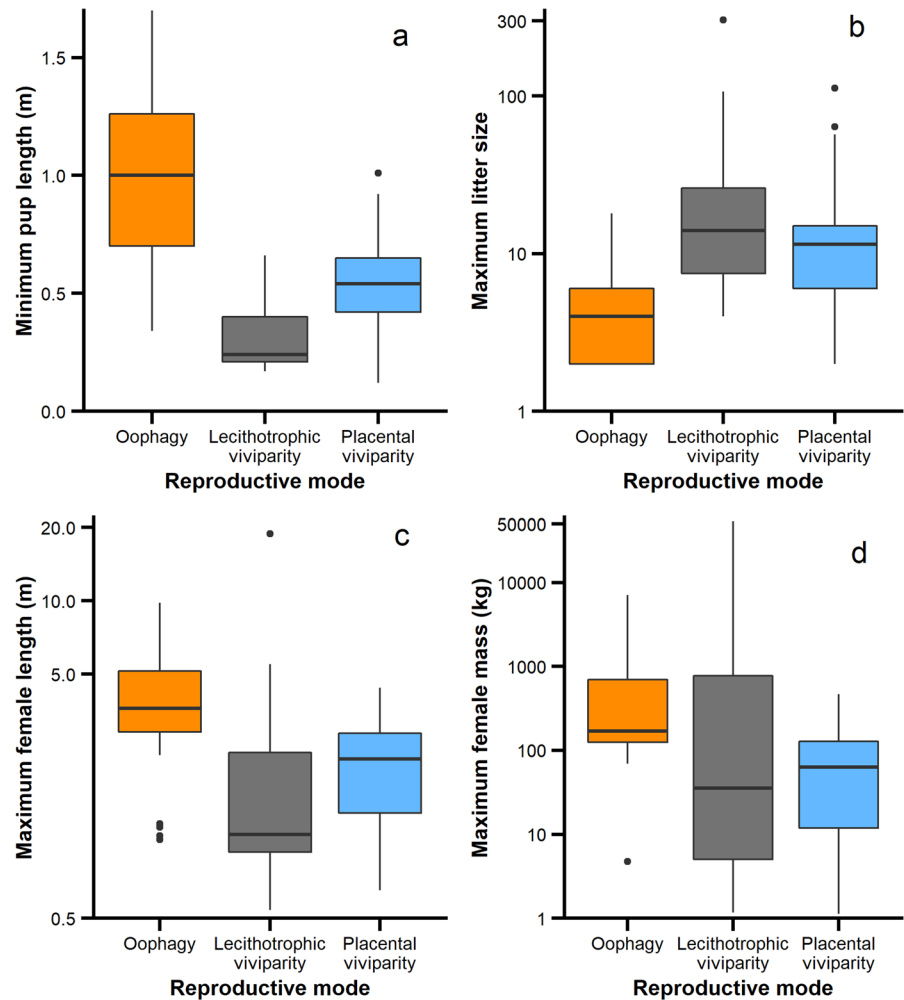 a
Minimum pup length (m)
1.5
1.0
0.5
0.0
Oophagy
Lecithotrophic
viviparity
Placental
viviparity
Reproductive mode
b
Maximum litter size
300
100
10
1
Oophagy
Lecithotrophic
viviparity
Placental
viviparity
Reproductive mode
c
Maximum female length (m)
20.0
10.0
5.0
0.5
Oophagy
Lecithotrophic
viviparity
Placental
viviparity
Reproductive mode
d
Maximum female mass (kg)
50000
10000
1000
100
10
1
Oophagy
Lecithotrophic
viviparity
Placental
viviparity
Reproductive mode